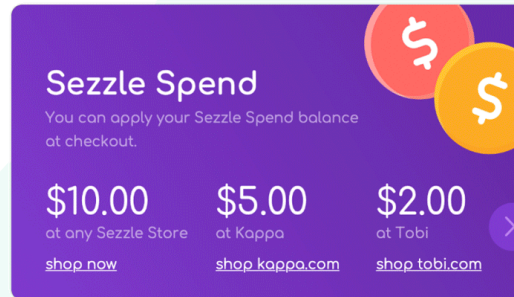 Sezzle Spend
You can apply your Sezzle Spend balance
at checkout.
$10.00 $5.00 $2.00
at any Sezzle Store at Kappa at Tobi
shop now shop kappa.com shop tobi.com
$
$